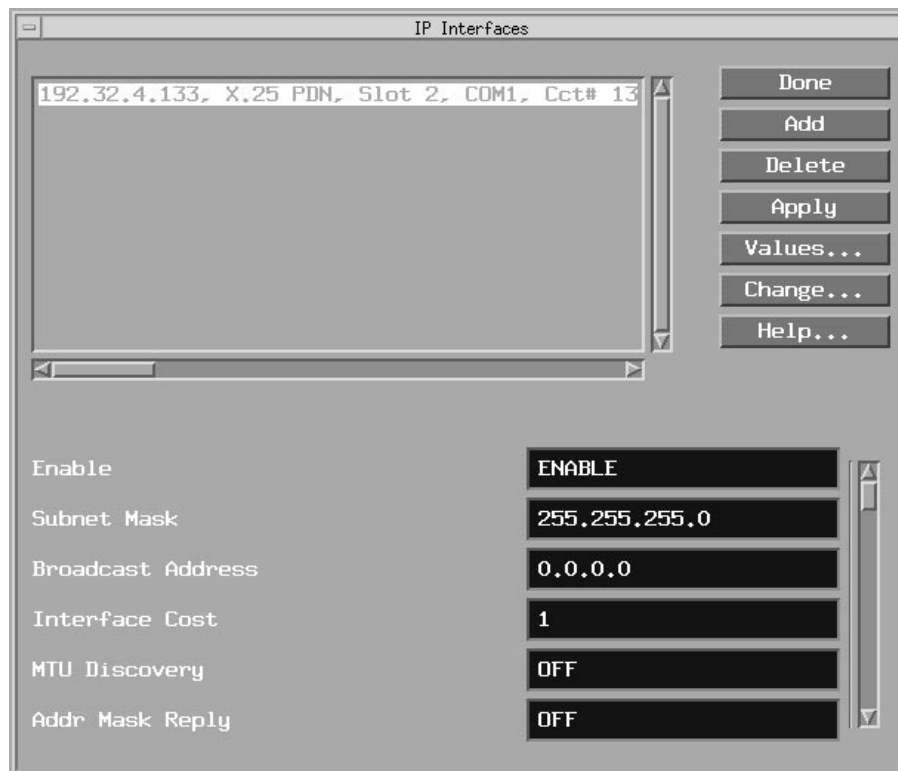 IP Interfaces
192.32.4.133, X.25 PDN, Slot 2, COM1, Cct# 13
Done
Add
Delete
Apply
Values...
Change...
Help...
Enable ENABLE
Subnet Mask 255.255.255.0
Broadcast Address 0.0.0.0
Interface Cost 1
MTU Discovery OFF
Addr Mask Reply OFF